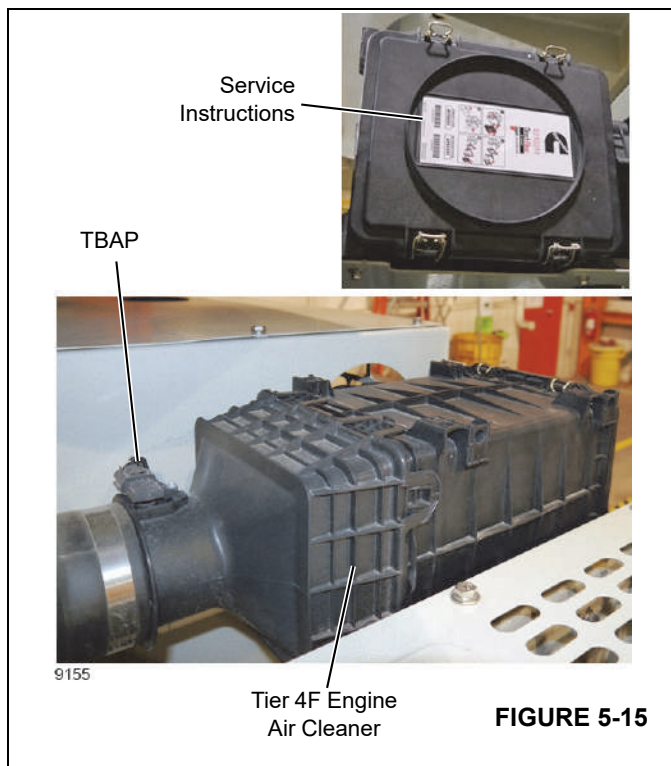 Service
Instructions
TBAP
9155
Tier 4F Engine
Air Cleaner
FIGURE 5-15